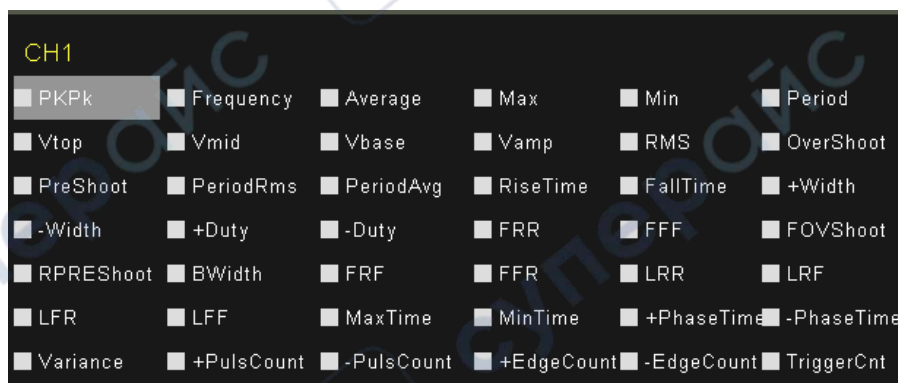 CH1
PKPk Frequency Average Max Min Period
Vtop Vmid Vbase Vamp RMS OverShoot
PreShoot PeriodRms PeriodAvg RiseTime FallTime +Width
-Width +Duty -Duty FRR FFF FOVShoot
RPREShoot BWidth FRF FFR LRR LRF
LFR LFF MaxTime MinTime +PhaseTime -PhaseTime
Variance +PulsCount -PulsCount +EdgeCount -EdgeCount TriggerCnt
суперайс